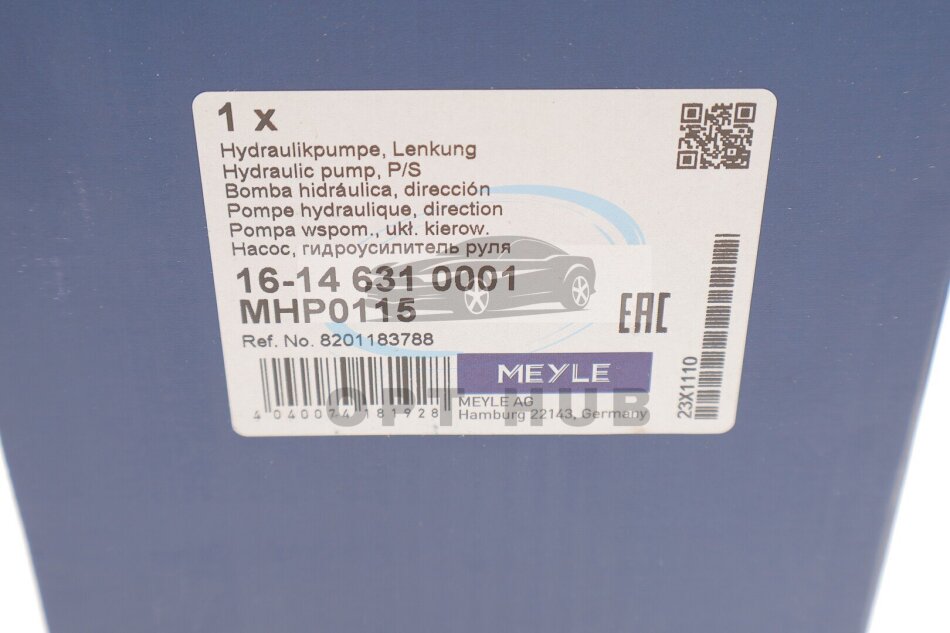 1 x
Hydraulikpumpe, Lenkung
Hydraulic pump, P/S
Bomba hidráulica, dirección
Pompe hydraulique, direction
Pompa wspom., ukł. kierow.
Насос, гидроусилитель руля
16-14 631 0001
MHP0115
EAC
Ref. No. 8201183788
MEYLE
MEYLE AG
Hamburg 22143, Germany
4 040074 181928
23X1110
OPT HUB